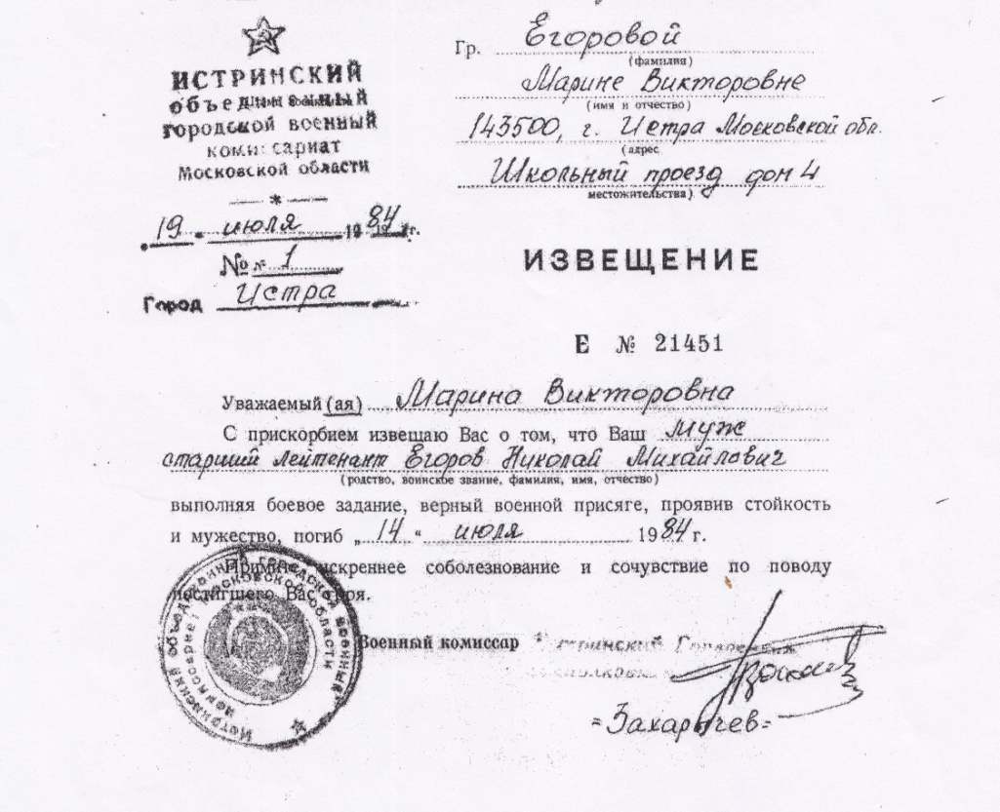 ИСТРИНСКИЙ
объединенный
городской военный
комиссариат
Московской области
19 июля 1984 г.
№ 1
Город Истра
Гр. Егоровой
(фамилия)
Марине Викторовне
(имя и отчество)
143500, г. Истра Московской обл.
(адрес
Школьный проезд дом 4
местожительства)
ИЗВЕЩЕНИЕ
Е № 21451
Уважаемый (ая) Марина Викторовна
С прискорбием извещаю Вас о том, что Ваш муж
старший лейтенант Егоров Николай Михайлович
(родство, воинское звание, фамилия, имя, отчество)
выполняя боевое задание, верный военной присяге, проявив стойкость
и мужество, погиб „14“ июля 1984 г.
Примите искреннее соболезнование и сочувствие по поводу
постигшего Вас горя.
Военный комиссар
=Захарычев=